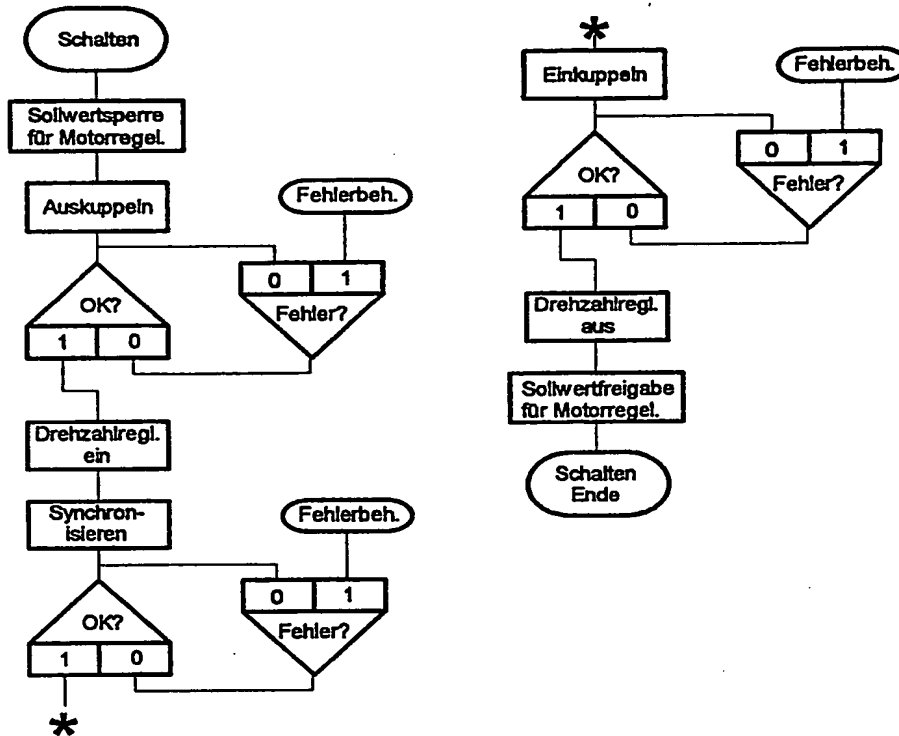 Schalten
Sollwertsperre
für Motorregel.
Auskuppeln
Fehlerbeh.
0 1
Fehler?
OK?
1 0
Drehzahlregl.
ein
Synchron-
isieren
Fehlerbeh.
0 1
Fehler?
OK?
1 0
*
*
Einkuppeln
Fehlerbeh.
0 1
Fehler?
OK?
1 0
Drehzahlregl.
aus
Sollwertfreigabe
für Motorregel.
Schalten
Ende